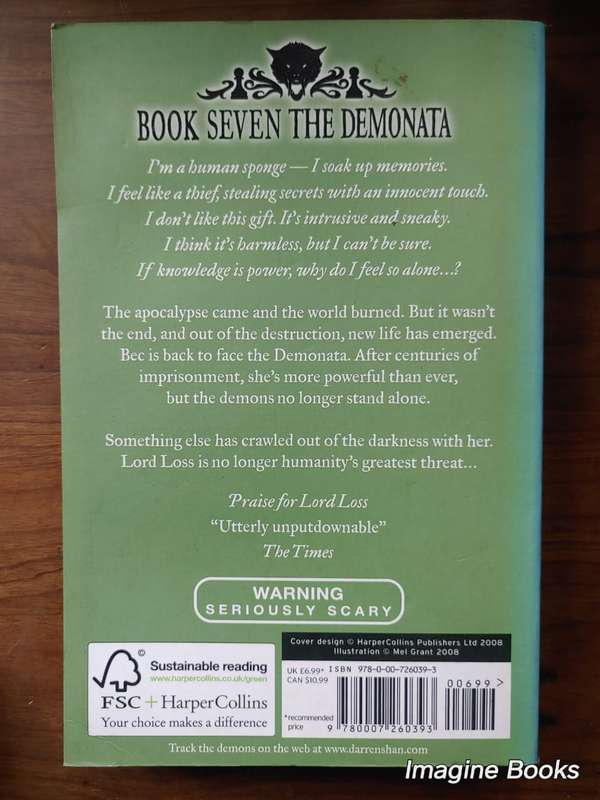 BOOK SEVEN THE DEMONATA
I'm a human sponge — I soak up memories.
I feel like a thief, stealing secrets with an innocent touch.
I don't like this gift. It's intrusive and sneaky.
I think it's harmless, but I can't be sure.
If knowledge is power, why do I feel so alone...?
The apocalypse came and the world burned. But it wasn't
the end, and out of the destruction, new life has emerged.
Bec is back to face the Demonata. After centuries of
imprisonment, she's more powerful than ever,
but the demons no longer stand alone.
Something else has crawled out of the darkness with her.
Lord Loss is no longer humanity's greatest threat...
Praise for Lord Loss
“Utterly unputdownable”
The Times
WARNING
SERIOUSLY SCARY
©
Sustainable reading
www.harpercollins.co.uk/green
FSC + HarperCollins
Your choice makes a difference
Cover design © HarperCollins Publishers Ltd 2008
Illustration © Mel Grant 2008
UK £6.99* ISBN 978-0-00-726039-3
CAN $10.99
00699 >
*recommended
price
9 780007 260393
Track the demons on the web at www.darrenshan.com
Imagine Books